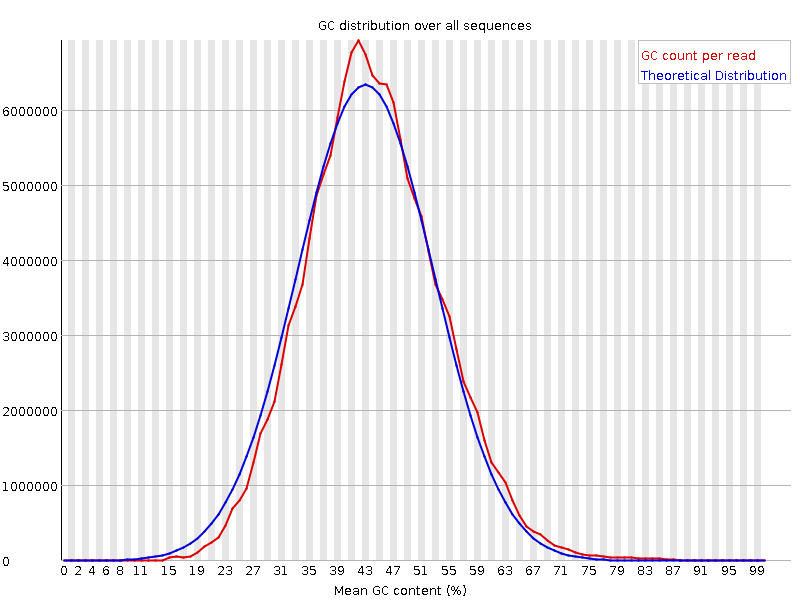 GC distribution over all sequences
GC count per read
Theoretical Distribution
6000000
5000000
4000000
3000000
2000000
1000000
0
0 2 4 6 8 11 15 19 23 27 31 35 39 43 47 51 55 59 63 67 71 75 79 83 87 91 95 99
Mean GC content (%)